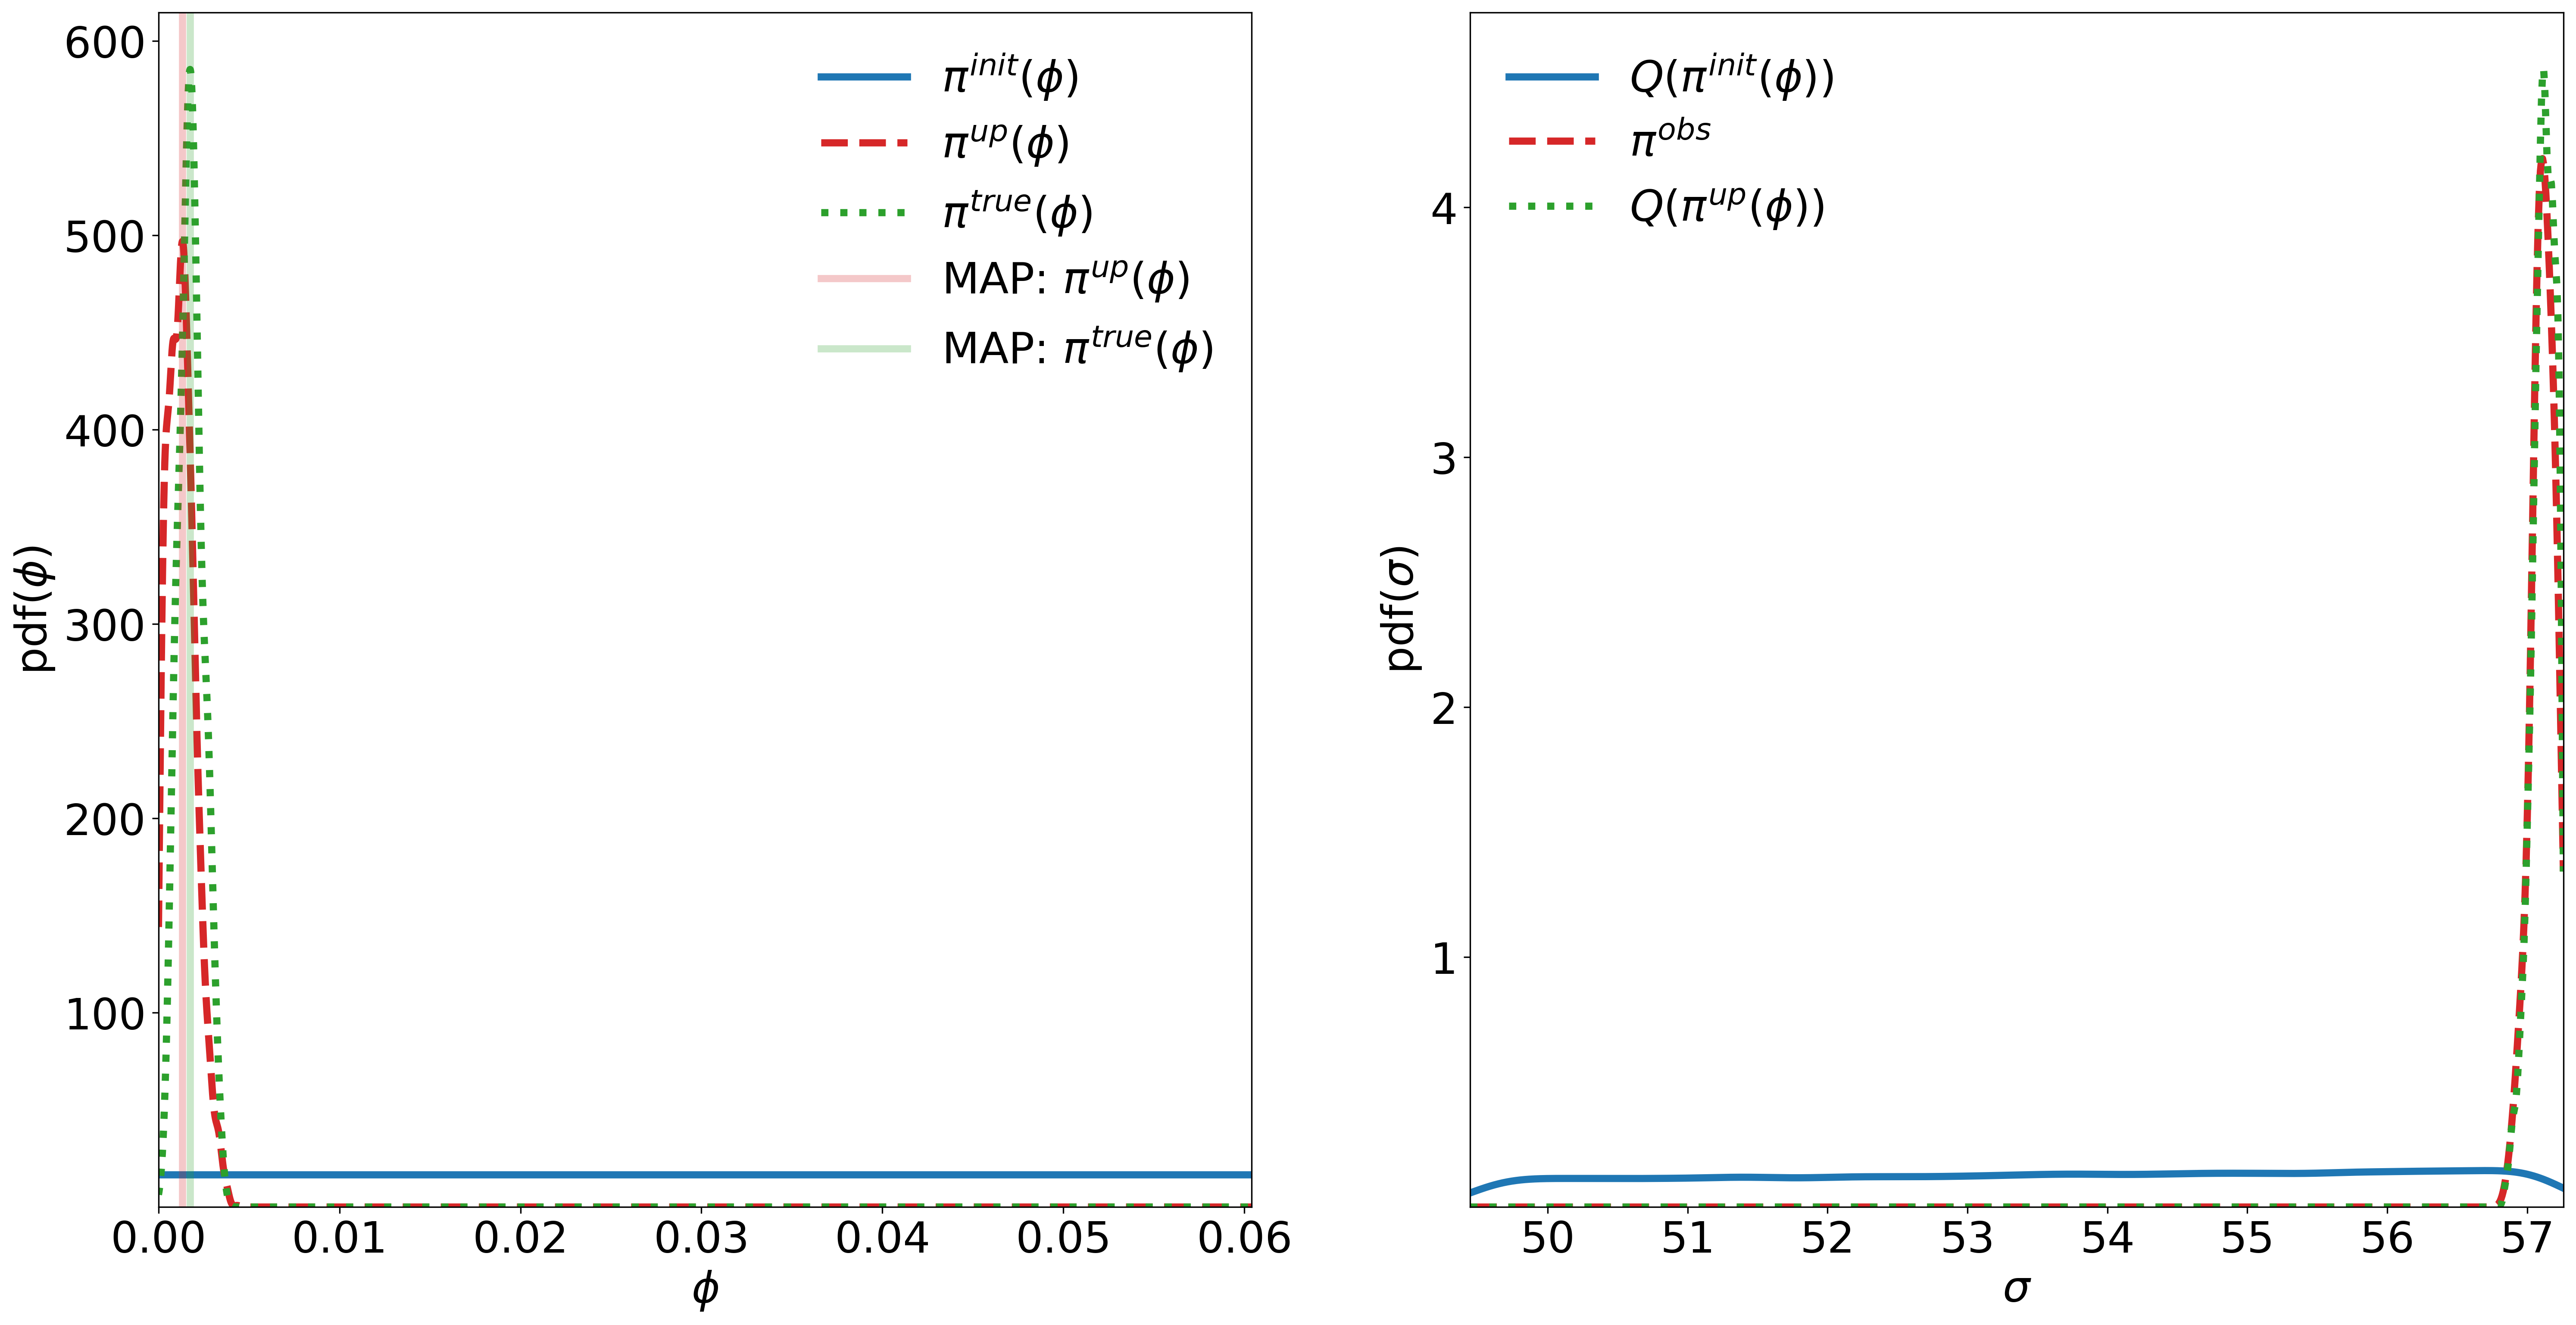 600
500
400
300
200
100
pdf(ϕ)
π^{init}(ϕ)
π^{up}(ϕ)
π^{true}(ϕ)
MAP: π^{up}(ϕ)
MAP: π^{true}(ϕ)
0.00 0.01 0.02 0.03 0.04 0.05 0.06
ϕ
4
3
2
1
pdf(σ)
Q(π^{init}(ϕ))
π^{obs}
Q(π^{up}(ϕ))
50 51 52 53 54 55 56 57
σ